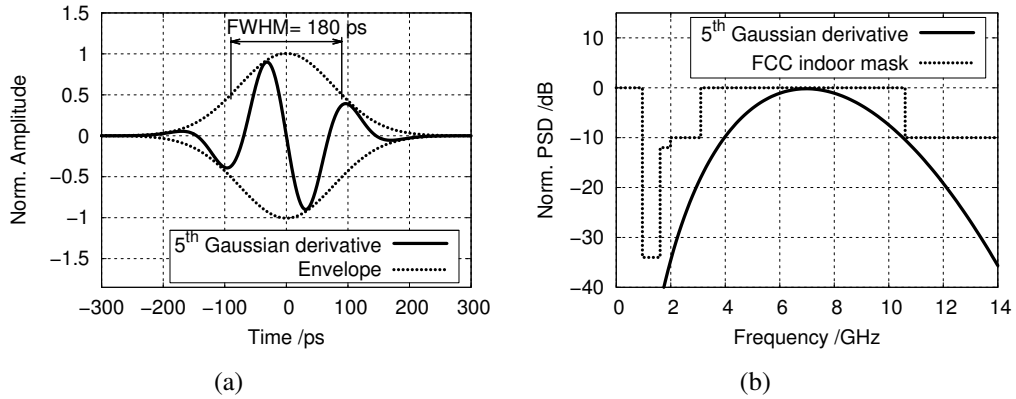 1.5
1
0.5
0
−0.5
−1
−1.5
Norm. Amplitude
FWHM= 180 ps
5th Gaussian derivative
Envelope
−300 −200 −100 0 100 200 300
Time /ps
(a)
10
0
−10
−20
−30
−40
Norm. PSD /dB
5th Gaussian derivative
FCC indoor mask
0 2 4 6 8 10 12 14
Frequency /GHz
(b)